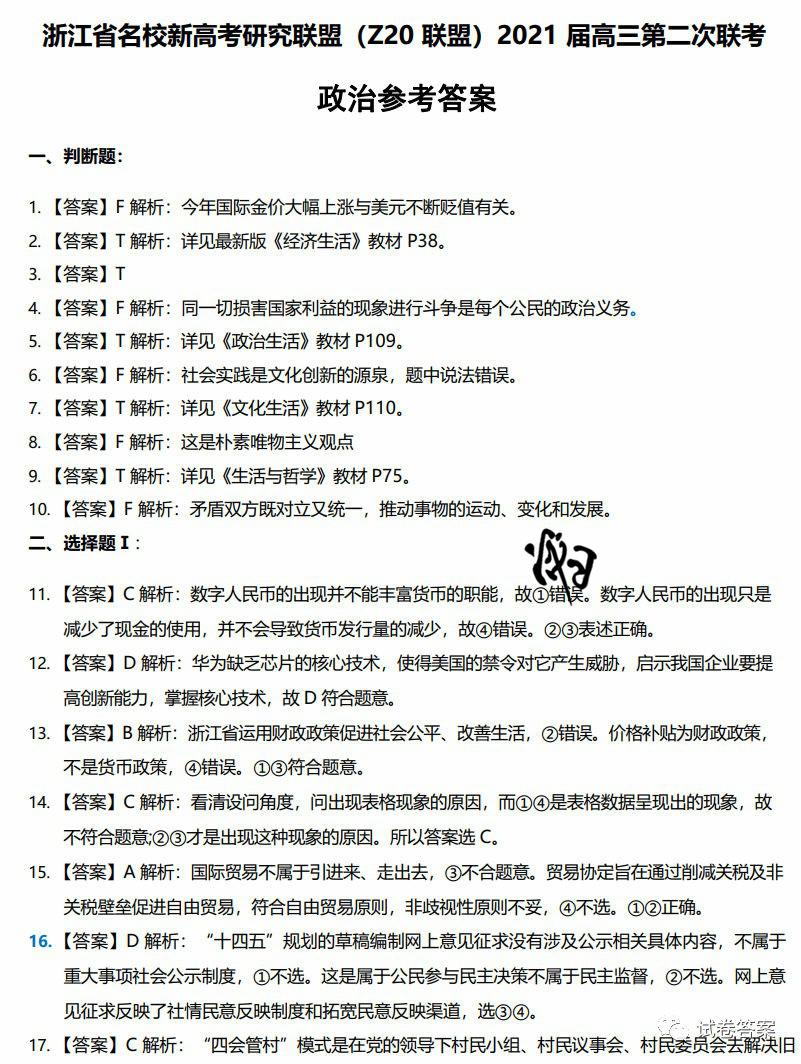 浙江省名校新高考研究联盟（Z20 联盟）2021 届高三第二次联考
政治参考答案
一、判断题：
1. 【答案】F 解析：今年国际金价大幅上涨与美元不断贬值有关。
2. 【答案】T 解析：详见最新版《经济生活》教材 P38。
3. 【答案】T
4. 【答案】F 解析：同一切损害国家利益的现象进行斗争是每个公民的政治义务。
5. 【答案】T 解析：详见《政治生活》教材 P109。
6. 【答案】F 解析：社会实践是文化创新的源泉，题中说法错误。
7. 【答案】T 解析：详见《文化生活》教材 P110。
8. 【答案】F 解析：这是朴素唯物主义观点
9. 【答案】T 解析：详见《生活与哲学》教材 P75。
10. 【答案】F 解析：矛盾双方既对立又统一，推动事物的运动、变化和发展。
二、选择题 I：
11. 【答案】C 解析：数字人民币的出现并不能丰富货币的职能，故①错误。数字人民币的出现只是
减少了现金的使用，并不会导致货币发行量的减少，故④错误。②③表述正确。
12. 【答案】D 解析：华为缺乏芯片的核心技术，使得美国的禁令对它产生威胁，启示我国企业要提
高创新能力，掌握核心技术，故 D 符合题意。
13. 【答案】B 解析：浙江省运用财政政策促进社会公平、改善生活，②错误。价格补贴为财政政策，
不是货币政策，④错误。①③符合题意。
14. 【答案】C 解析：看清设问角度，问出现表格现象的原因，而①④是表格数据呈现出的现象，故
不符合题意;②③才是出现这种现象的原因。所以答案选 C。
15. 【答案】A 解析：国际贸易不属于引进来、走出去，③不合题意。贸易协定旨在通过削减关税及非
关税壁垒促进自由贸易，符合自由贸易原则，非歧视性原则不妥，④不选。①②正确。
16. 【答案】D 解析：“十四五”规划的草稿编制网上意见征求没有涉及公示相关具体内容，不属于
重大事项社会公示制度，①不选。这是属于公民参与民主决策不属于民主监督，②不选。网上意
见征求反映了社情民意反映制度和拓宽民意反映渠道，选③④。
17. 【答案】C 解析：“四会管村”模式是在党的领导下村民小组、村民议事会、村民委员会去解决旧
试卷答案